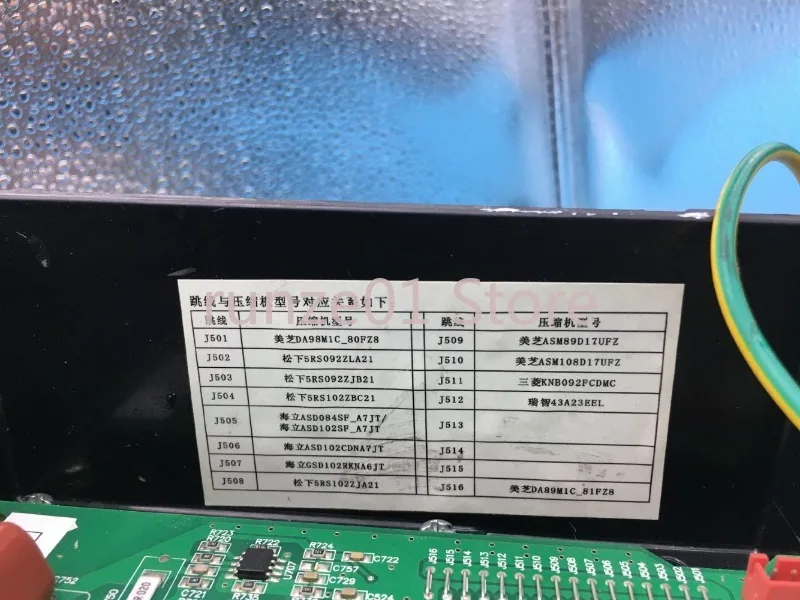 跳线与压缩机型号对应关系如下
runze01 Store
跳线 压缩机型号 跳线 压缩机型号
J501 美芝DA98M1C_80FZ8 J509 美芝ASM89D17UFZ
J502 松下5RS092ZLA21 J510 美芝ASM108D17UFZ
J503 松下5RS092ZJB21 J511 三菱KNB092FCDMC
J504 松下5RS102ZBC21 J512 瑞智43A23EEL
J505 海立ASD084SF_A7JT/ J513
海立ASD102SF_A7JT
J506 海立ASD102CDNA7JT J514
J507 海立GSD102RKNA6JT J515
J508 松下5RS102ZJA21 J516 美芝DA89M1C_81FZ8
R721 R722 R724 C722
R720 C757
U707 C729
C721 R735 C524
C752
R020
J516 J515 J514 J513 J512 J511 J510 J509 J508 J507 J506 J505 J504 J503 J502 J501